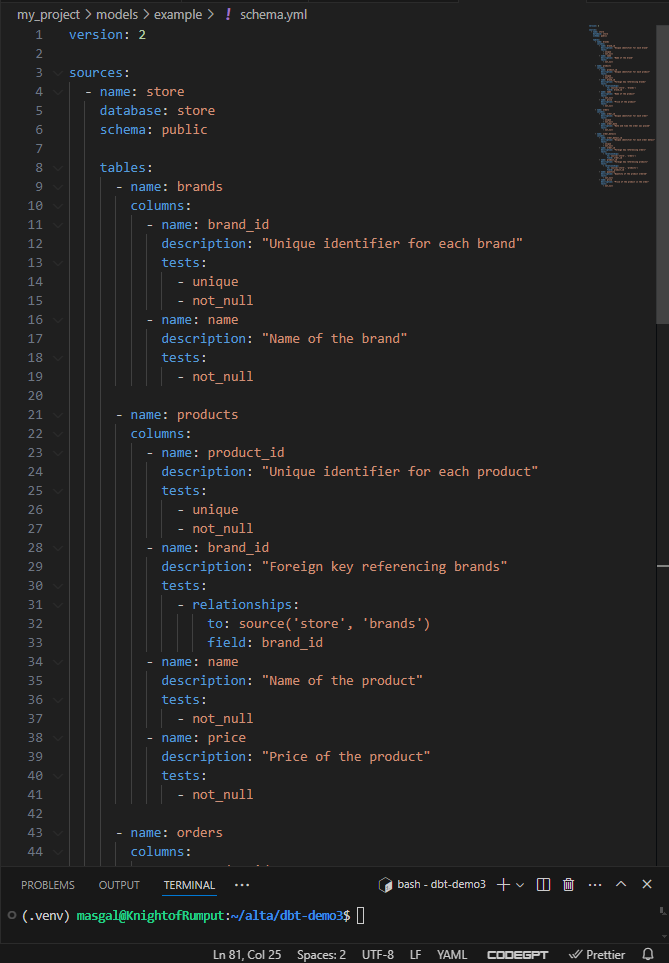 my_project > models > example > ! schema.yml
1 version: 2
2
3 sources:
4   - name: store
5     database: store
6     schema: public
7
8     tables:
9       - name: brands
10         columns:
11           - name: brand_id
12             description: "Unique identifier for each brand"
13             tests:
14               - unique
15               - not_null
16           - name: name
17             description: "Name of the brand"
18             tests:
19               - not_null
20
21       - name: products
22         columns:
23           - name: product_id
24             description: "Unique identifier for each product"
25             tests:
26               - unique
27               - not_null
28           - name: brand_id
29             description: "Foreign key referencing brands"
30             tests:
31               - relationships:
32                   to: source('store', 'brands')
33                   field: brand_id
34           - name: name
35             description: "Name of the product"
36             tests:
37               - not_null
38           - name: price
39             description: "Price of the product"
40             tests:
41               - not_null
42
43       - name: orders
44         columns:
PROBLEMS OUTPUT TERMINAL ··· bash - dbt-demo3
(.venv) masgal@KnightofRumput:~/alta/dbt-demo3$
Ln 81, Col 25 Spaces: 2 UTF-8 LF YAML CODEGPT Prettier